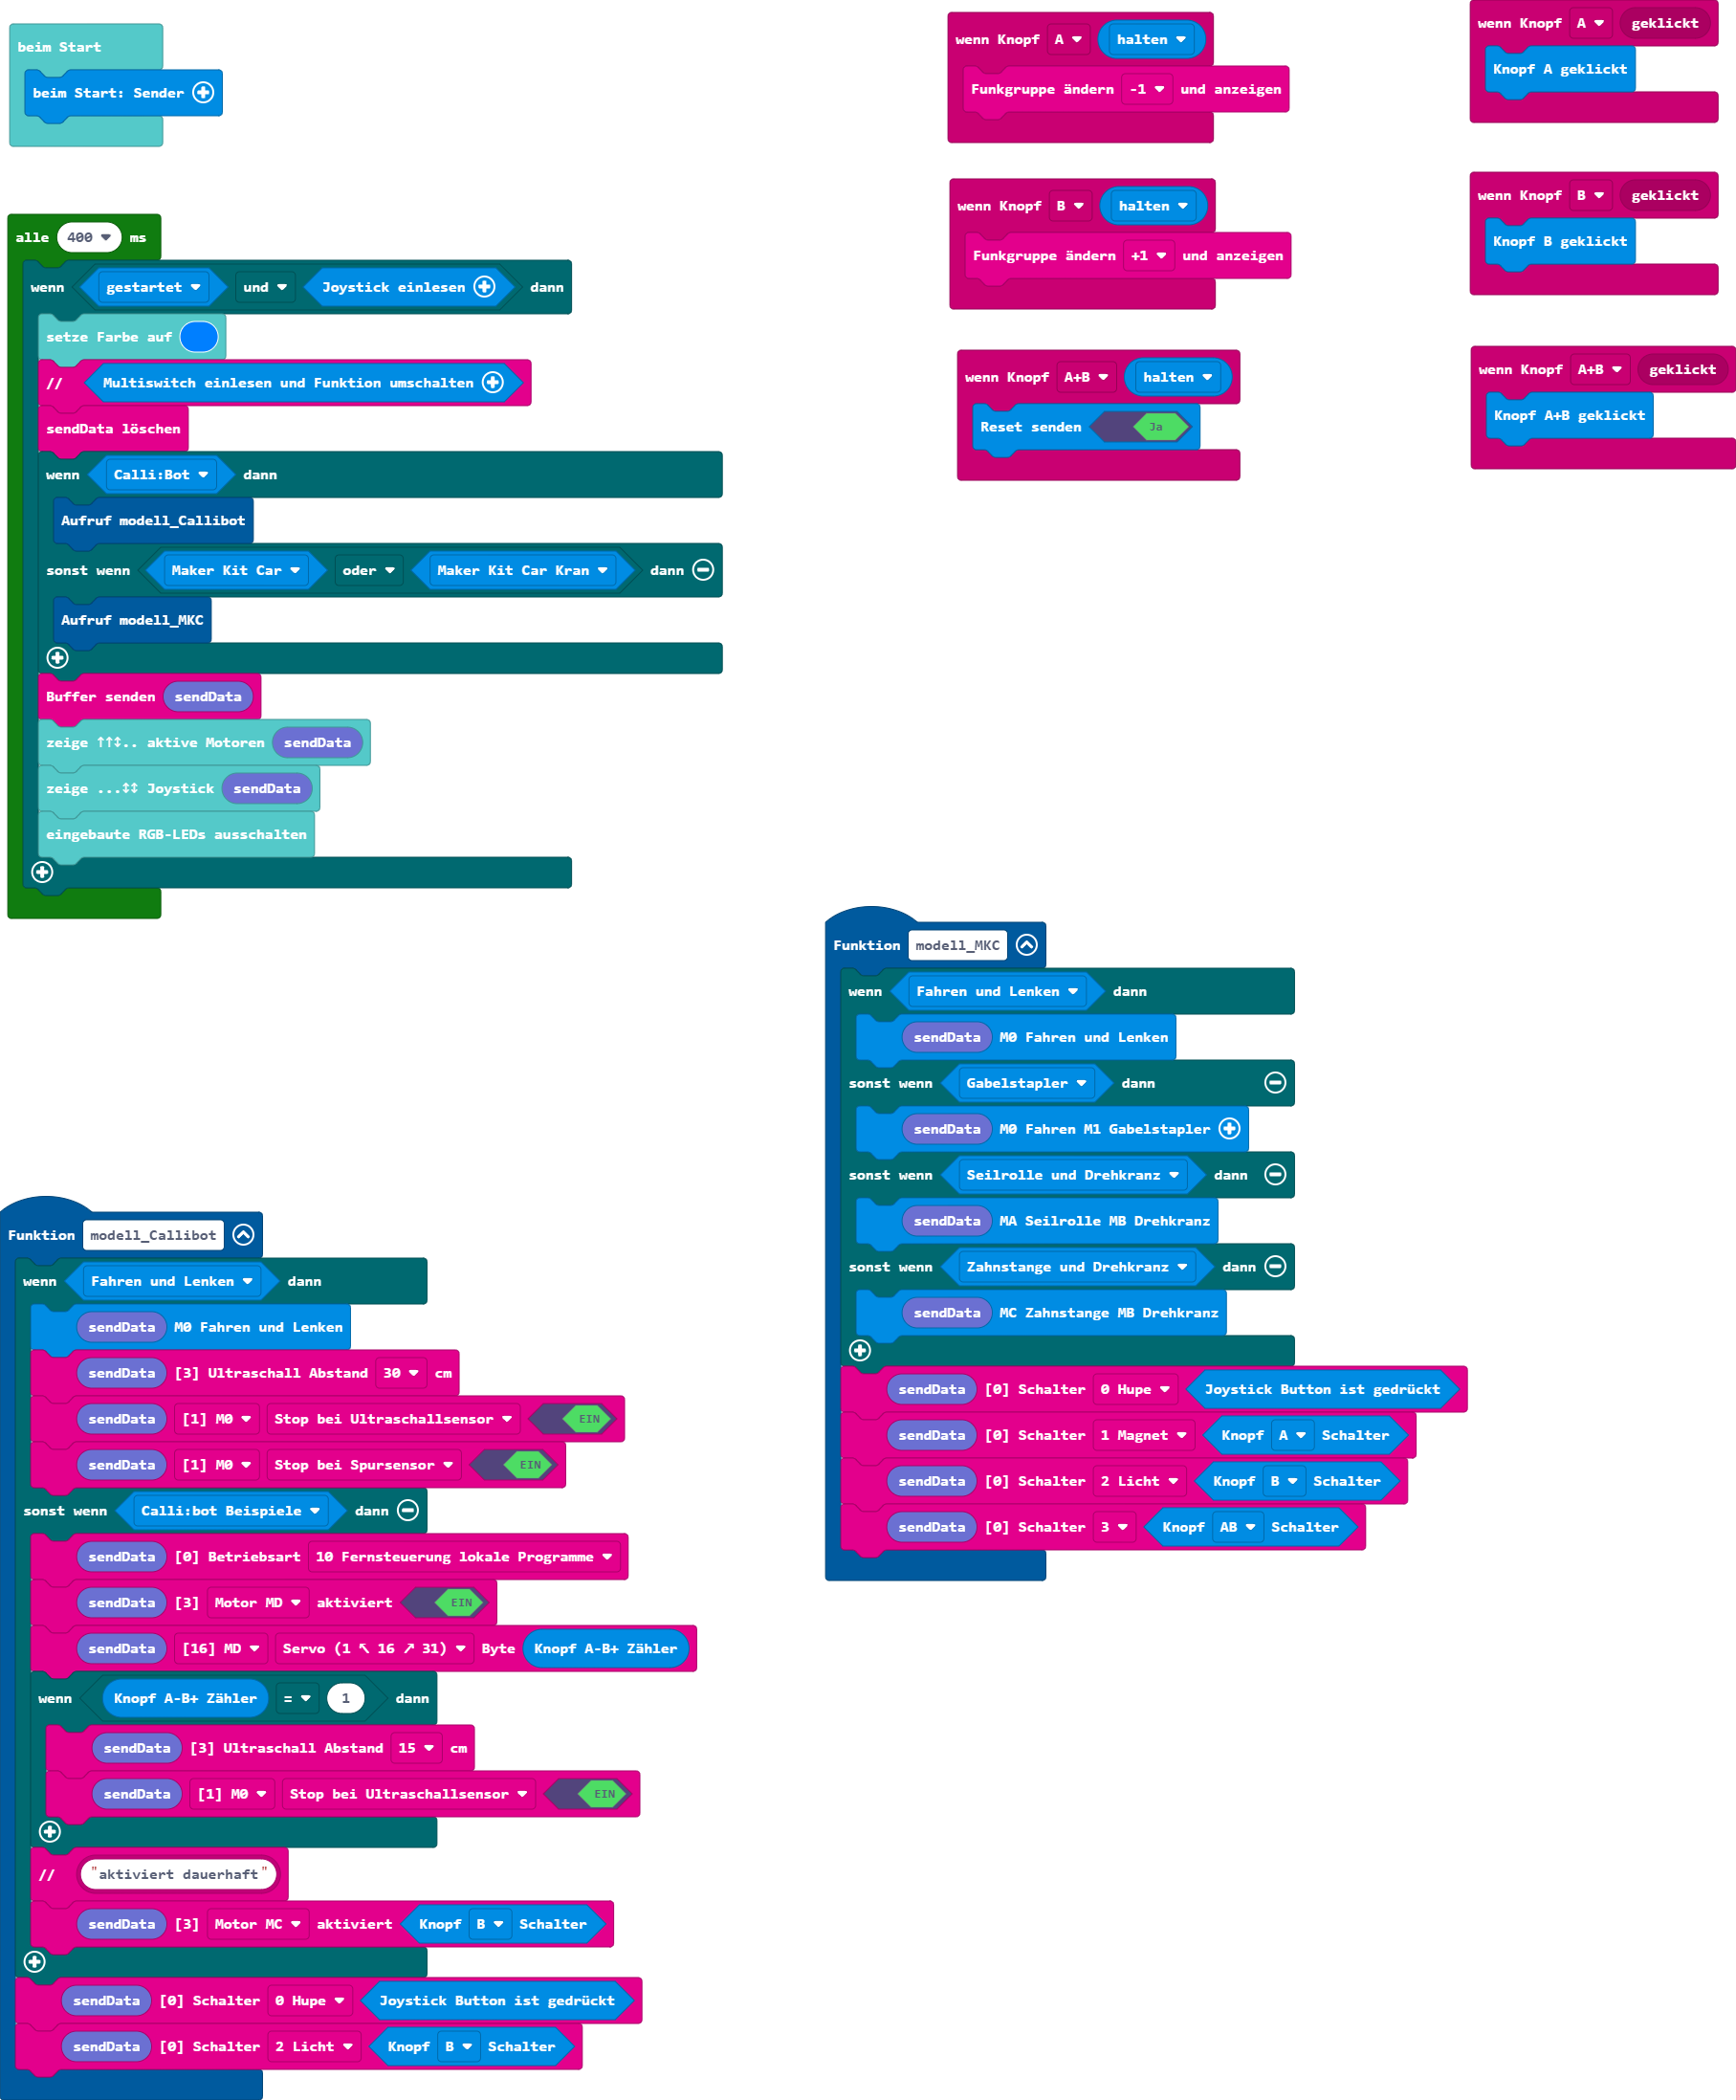 beim Start
beim Start: Sender
alle 400 ms
wenn gestartet und Joystick einlesen dann
setze Farbe auf
// Multiswitch einlesen und Funktion umschalten
sendData löschen
wenn Calli:Bot dann
Aufruf modell_Callibot
sonst wenn Maker Kit Car oder Maker Kit Car Kran dann
Aufruf modell_MKC
Buffer senden sendData
zeige ↑↑↕.. aktive Motoren sendData
zeige ...↕↕ Joystick sendData
eingebaute RGB-LEDs ausschalten
wenn Knopf A halten
Funkgruppe ändern -1 und anzeigen
wenn Knopf B halten
Funkgruppe ändern +1 und anzeigen
wenn Knopf A+B halten
Reset senden Ja
wenn Knopf A geklickt
Knopf A geklickt
wenn Knopf B geklickt
Knopf B geklickt
wenn Knopf A+B geklickt
Knopf A+B geklickt
Funktion modell_MKC
wenn Fahren und Lenken dann
sendData M0 Fahren und Lenken
sonst wenn Gabelstapler dann
sendData M0 Fahren M1 Gabelstapler
sonst wenn Seilrolle und Drehkranz dann
sendData MA Seilrolle MB Drehkranz
sonst wenn Zahnstange und Drehkranz dann
sendData MC Zahnstange MB Drehkranz
sendData [0] Schalter 0 Hupe Joystick Button ist gedrückt
sendData [0] Schalter 1 Magnet Knopf A Schalter
sendData [0] Schalter 2 Licht Knopf B Schalter
sendData [0] Schalter 3 Knopf AB Schalter
Funktion modell_Callibot
wenn Fahren und Lenken dann
sendData M0 Fahren und Lenken
sendData [3] Ultraschall Abstand 30 cm
sendData [1] M0 Stop bei Ultraschallsensor EIN
sendData [1] M0 Stop bei Spursensor EIN
sonst wenn Calli:bot Beispiele dann
sendData [0] Betriebsart 10 Fernsteuerung lokale Programme
sendData [3] Motor MD aktiviert EIN
sendData [16] MD Servo (1 ↖ 16 ↗ 31) Byte Knopf A-B+ Zähler
wenn Knopf A-B+ Zähler = 1 dann
sendData [3] Ultraschall Abstand 15 cm
sendData [1] M0 Stop bei Ultraschallsensor EIN
// "aktiviert dauerhaft"
sendData [3] Motor MC aktiviert Knopf B Schalter
sendData [0] Schalter 0 Hupe Joystick Button ist gedrückt
sendData [0] Schalter 2 Licht Knopf B Schalter